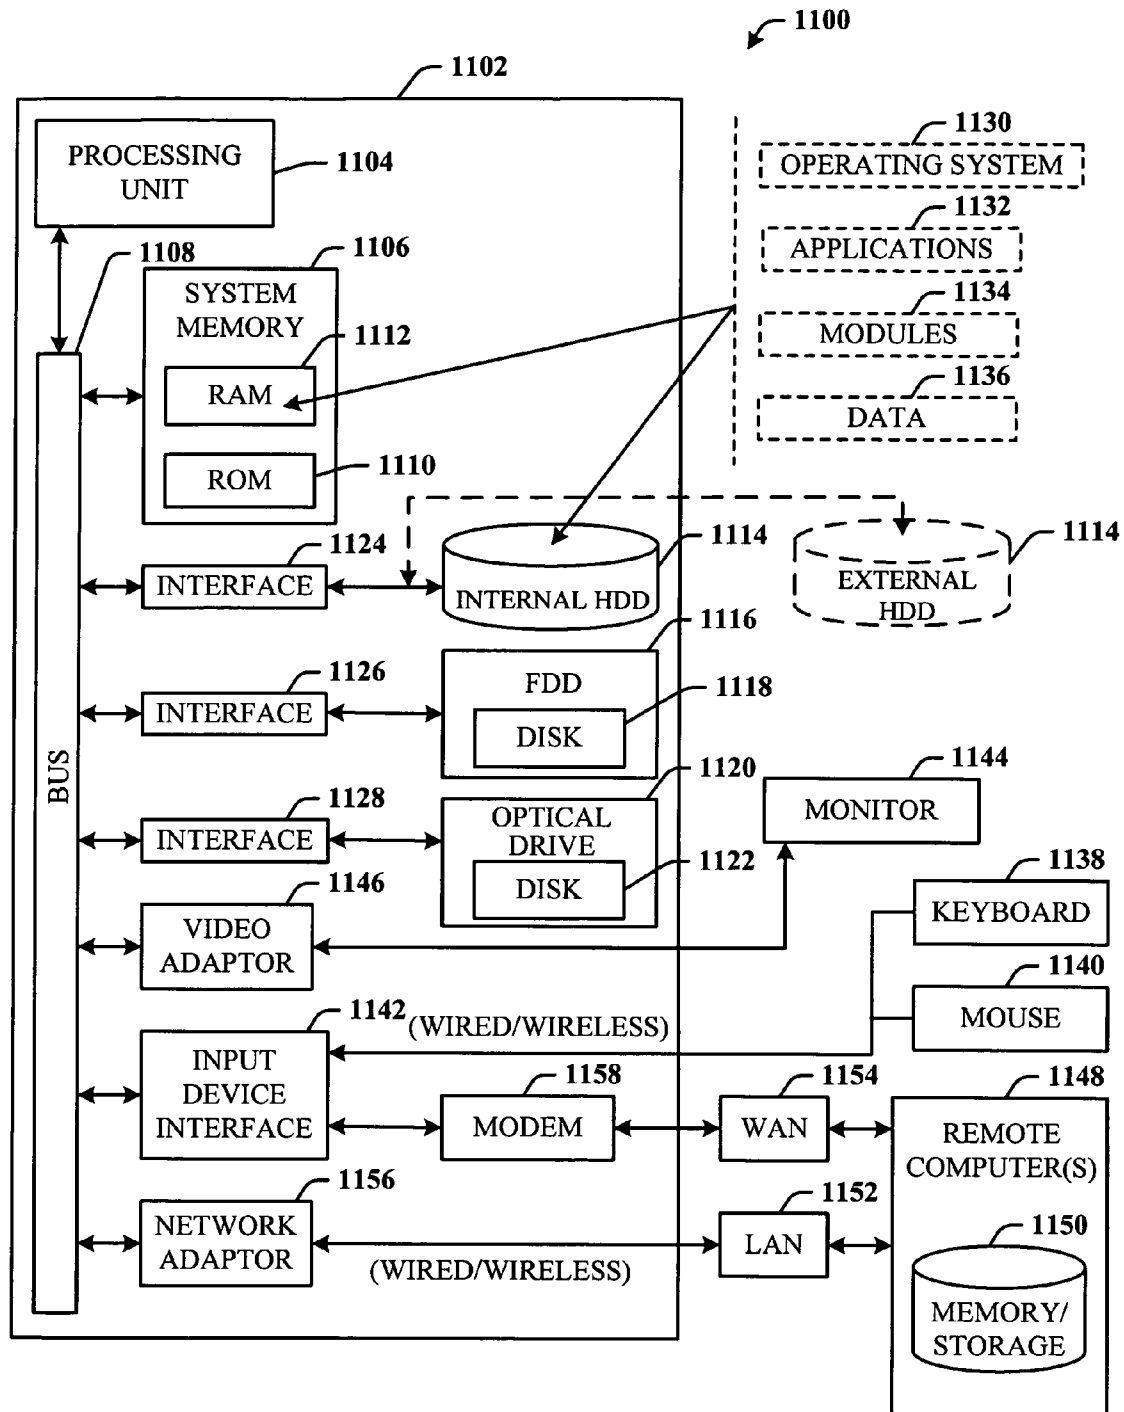 1100
1102
PROCESSING
UNIT
1104
1130
OPERATING SYSTEM
1132
APPLICATIONS
1134
MODULES
1136
DATA
1108
1106
SYSTEM
MEMORY
1112
RAM
1110
ROM
BUS
1124
INTERFACE
1114
INTERNAL HDD
1114
EXTERNAL
HDD
1126
INTERFACE
1116
FDD
1118
DISK
1128
INTERFACE
1120
OPTICAL
DRIVE
1122
DISK
1144
MONITOR
1146
VIDEO
ADAPTOR
1138
KEYBOARD
1140
MOUSE
1142
(WIRED/WIRELESS)
INPUT
DEVICE
INTERFACE
1158
MODEM
1154
WAN
1148
REMOTE
COMPUTER(S)
1156
NETWORK
ADAPTOR
(WIRED/WIRELESS)
1152
LAN
1150
MEMORY/
STORAGE